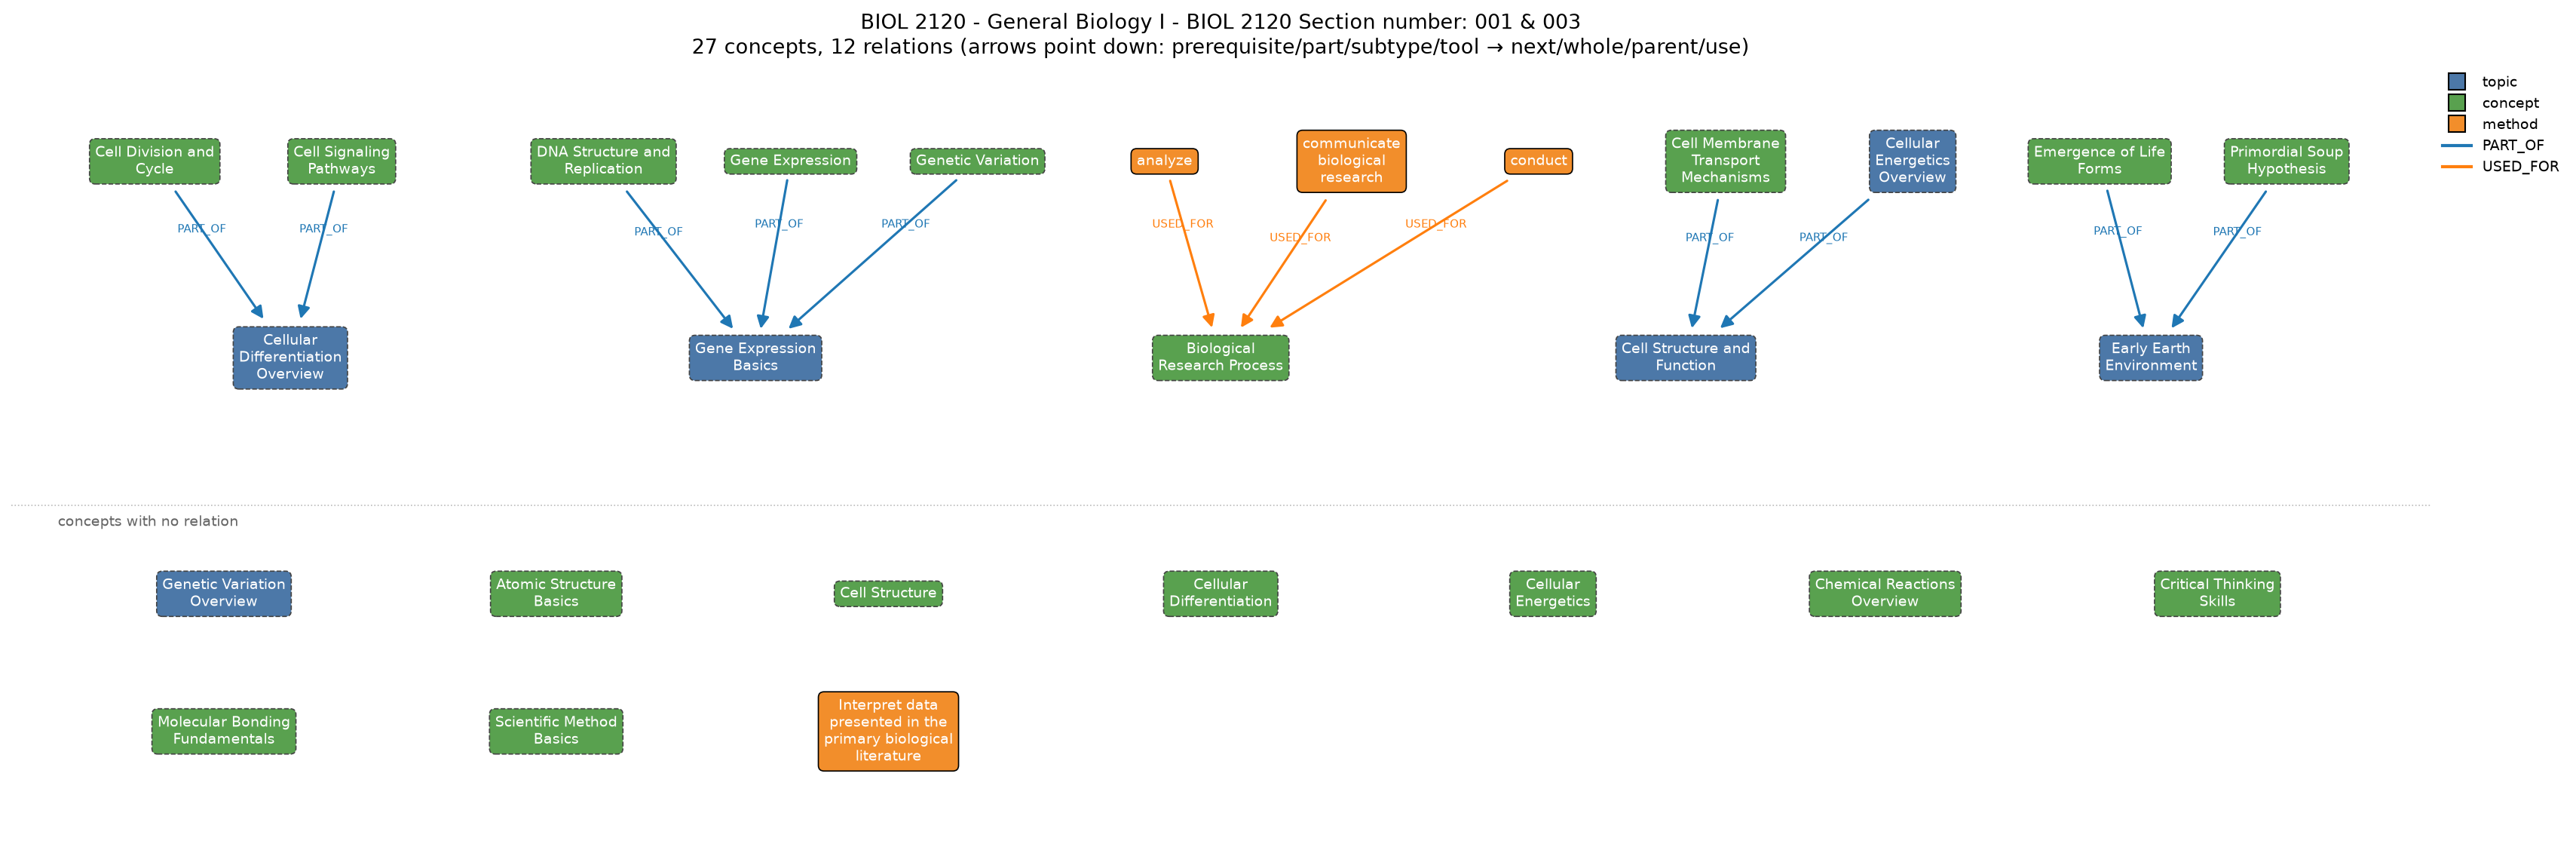 BIOL 2120 - General Biology I - BIOL 2120 Section number: 001 & 003
27 concepts, 12 relations (arrows point down: prerequisite/part/subtype/tool → next/whole/parent/use)
topic
concept
method
PART_OF
USED_FOR
Cell Division and
Cycle
Cell Signaling
Pathways
DNA Structure and
Replication
Gene Expression
Genetic Variation
analyze
communicate
biological
research
conduct
Cell Membrane
Transport
Mechanisms
Cellular
Energetics
Overview
Emergence of Life
Forms
Primordial Soup
Hypothesis
PART_OF
PART_OF
PART_OF
PART_OF
PART_OF
USED_FOR
USED_FOR
USED_FOR
PART_OF
PART_OF
PART_OF
PART_OF
Cellular
Differentiation
Overview
Gene Expression
Basics
Biological
Research Process
Cell Structure and
Function
Early Earth
Environment
concepts with no relation
Genetic Variation
Overview
Atomic Structure
Basics
Cell Structure
Cellular
Differentiation
Cellular
Energetics
Chemical Reactions
Overview
Critical Thinking
Skills
Molecular Bonding
Fundamentals
Scientific Method
Basics
Interpret data
presented in the
primary biological
literature